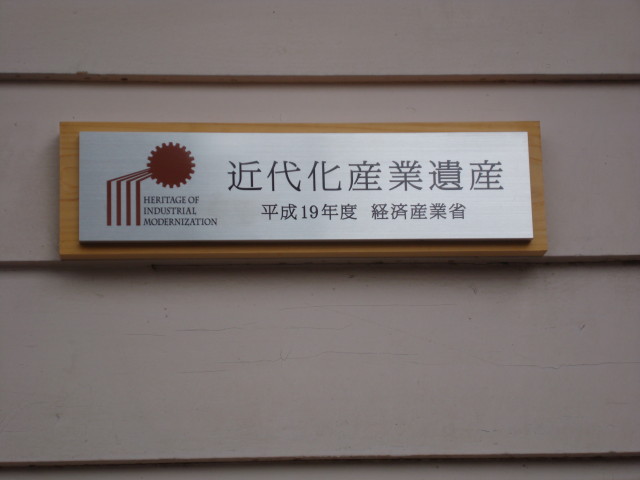 HERITAGE OF
INDUSTRIAL
MODERNIZATION
近代化産業遺産
平成19年度 経済産業省